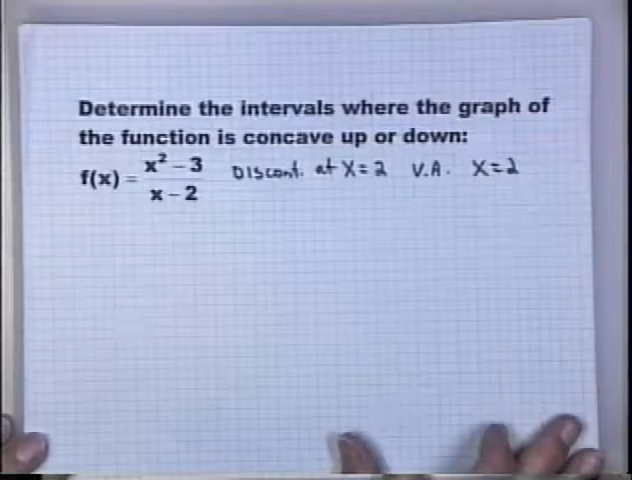 Determine the intervals where the graph of
the function is concave up or down:
f(x) = x² – 3 / x – 2 Discont. at X = 2 V.A. X = 2